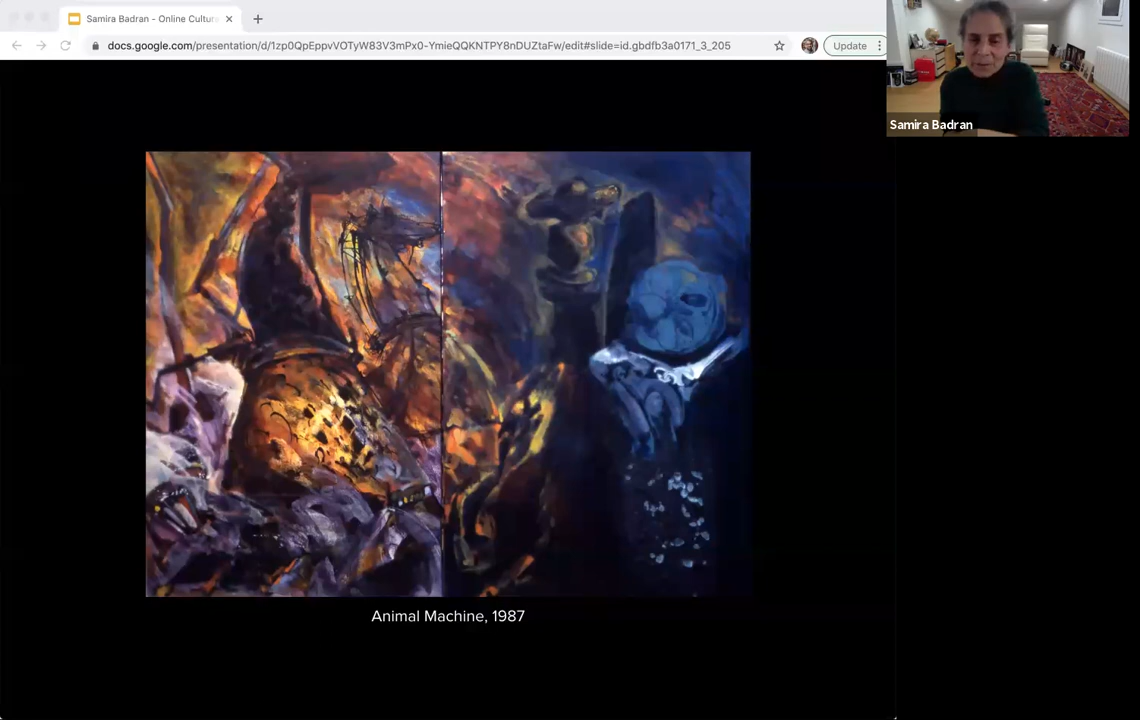 Samira Badran - Online Cultur
docs.google.com/presentation/d/1zp0QpEppvVOTyW83V3mPx0-YmieQQKNTPY8nDUZtaFw/edit#slide=id.gbdfb3a0171_3_205
Update
Samira Badran
Animal Machine, 1987